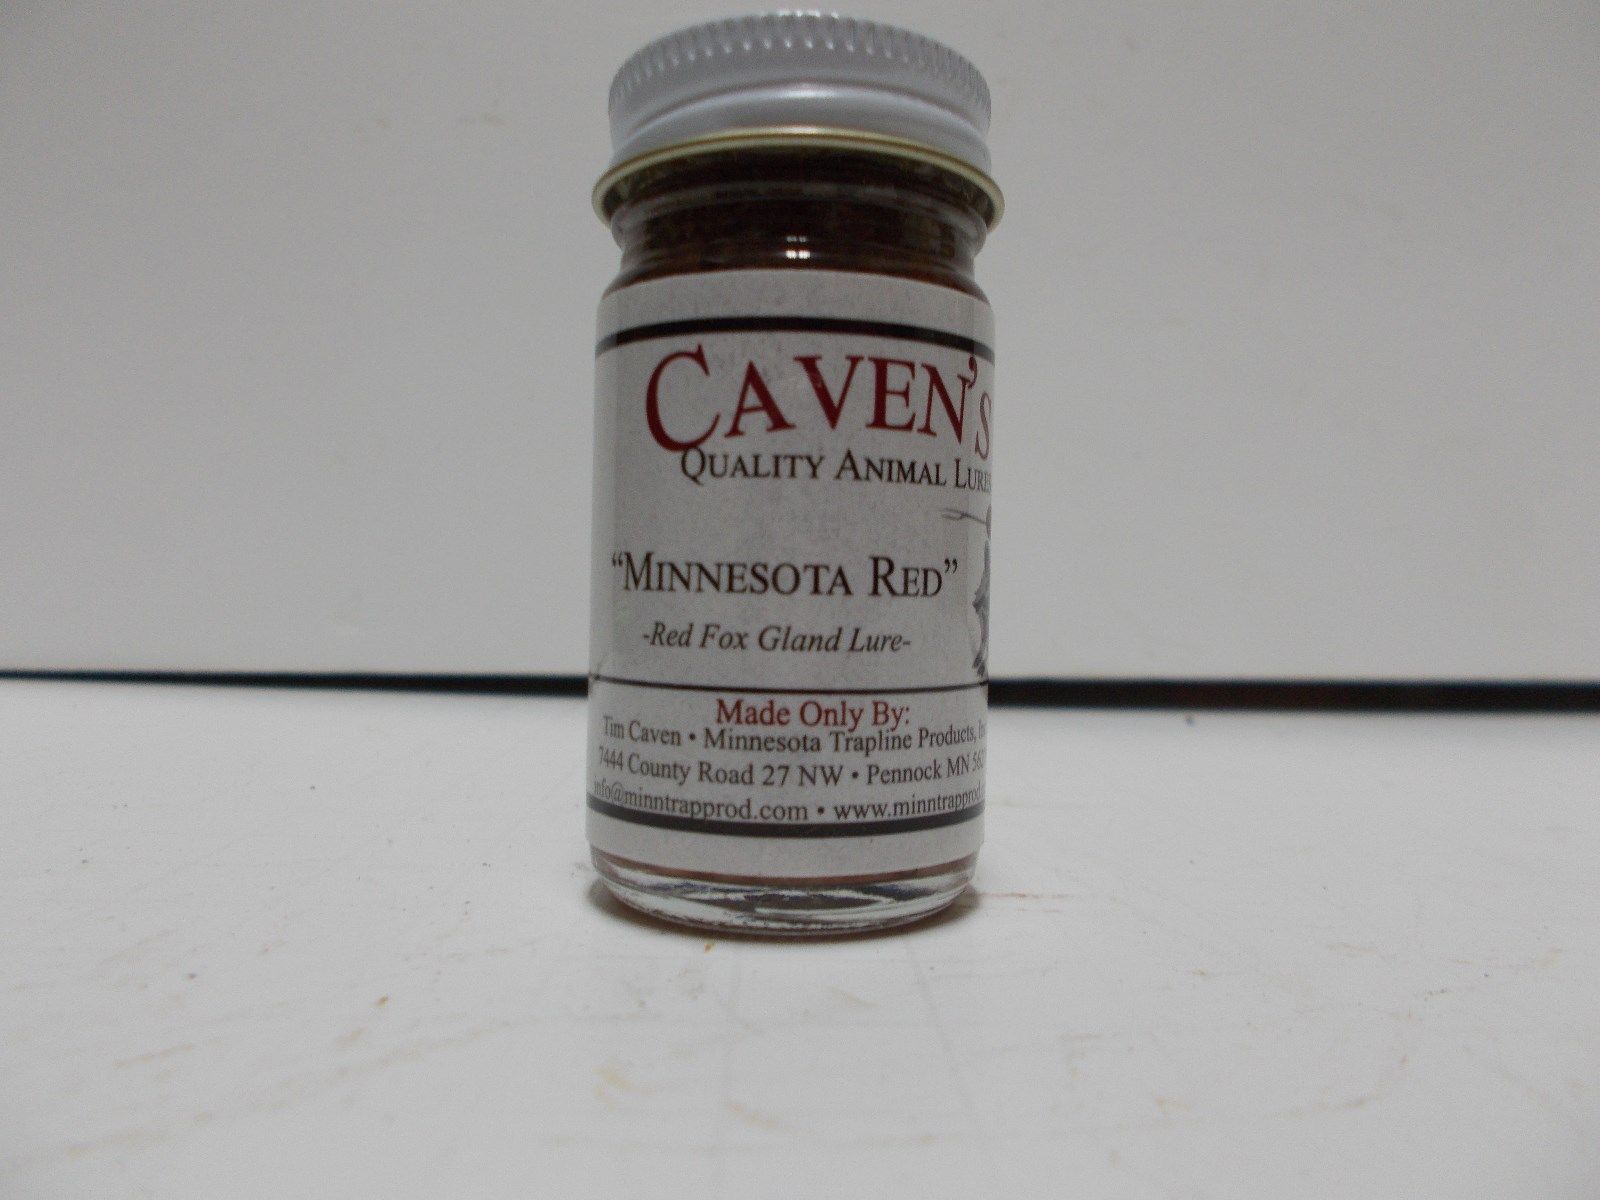 CAVEN'S
QUALITY ANIMAL LURES
“MINNESOTA RED”
-Red Fox Gland Lure-
Made Only By:
Tim Caven • Minnesota Trapline Products,
7444 County Road 27 NW • Pennock MN
info@minntrapprod.com • www.minntrapprod